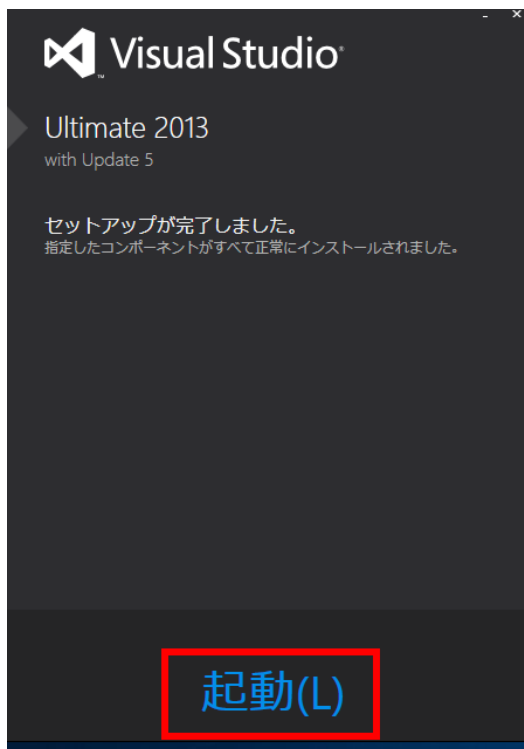 Visual Studio
Ultimate 2013
with Update 5
セットアップが完了しました。
指定したコンポーネントがすべて正常にインストールされました。
起動(L)